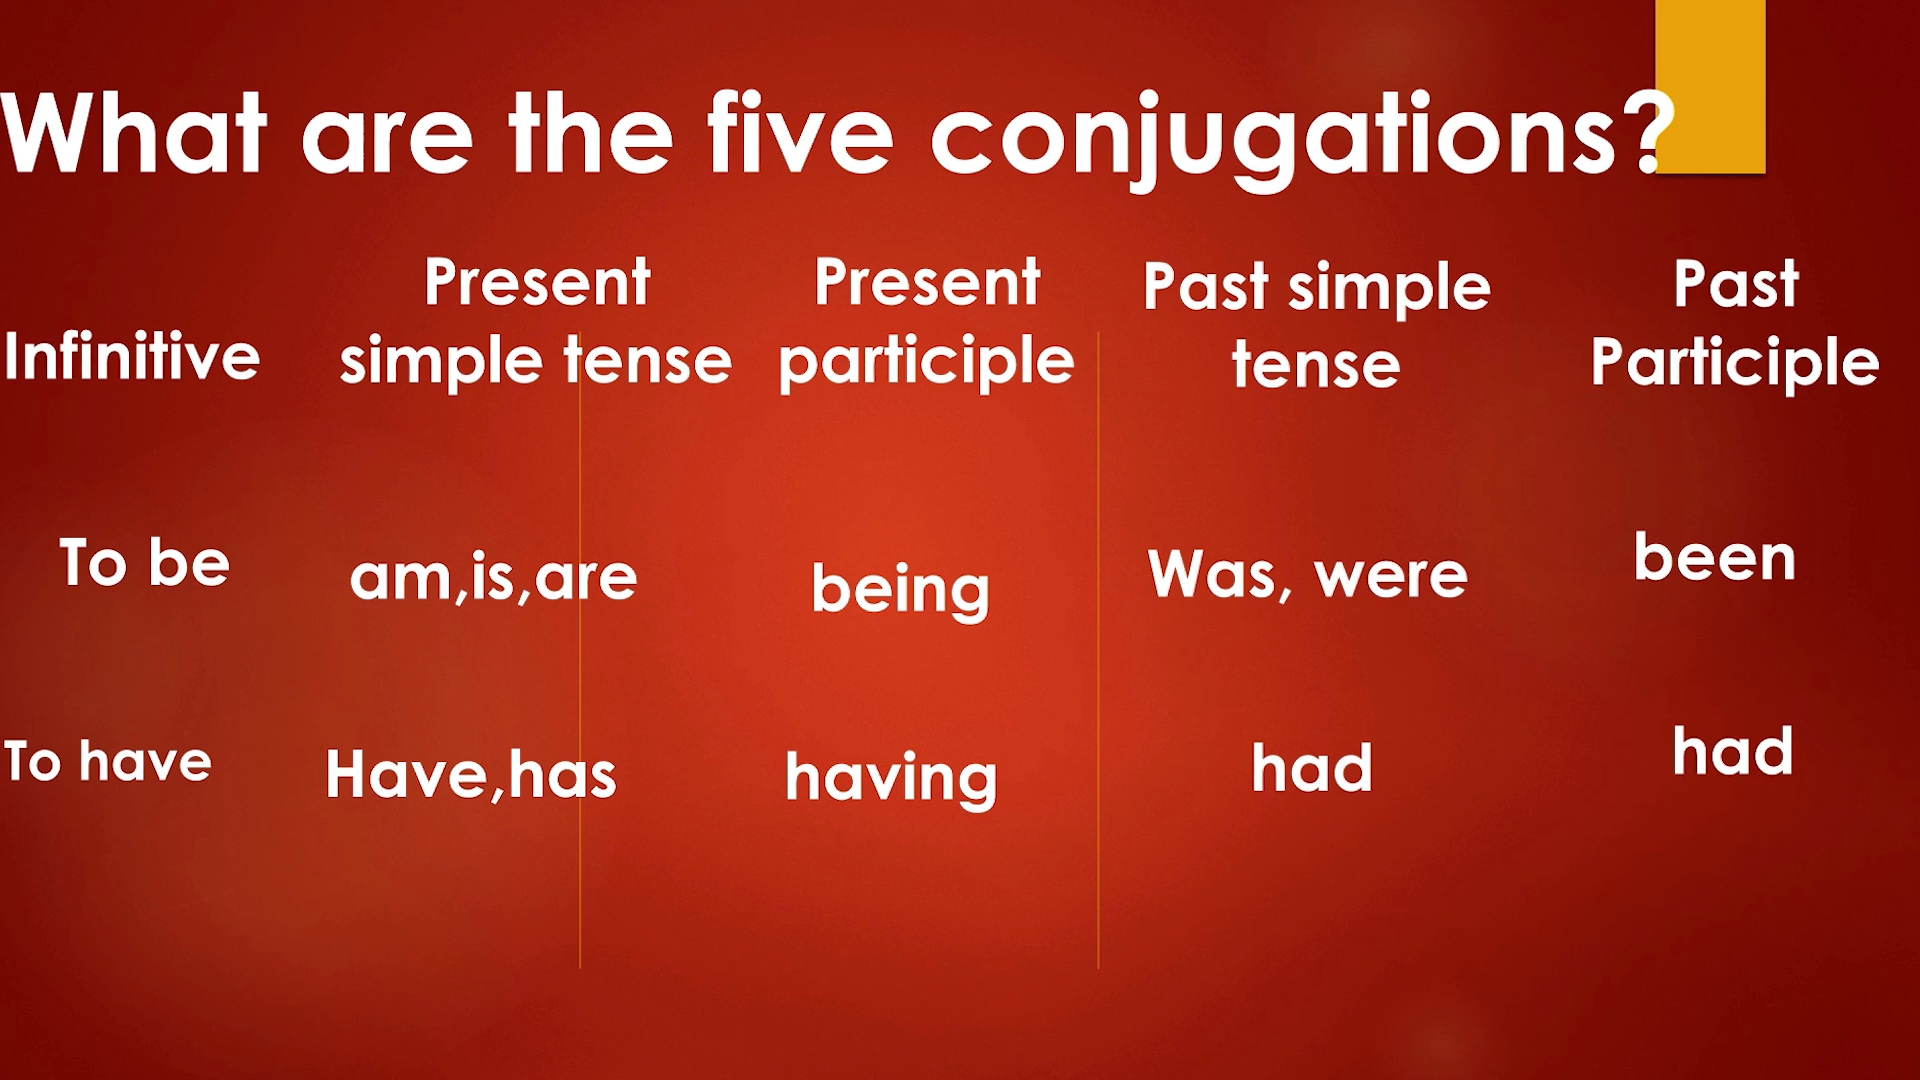 What are the five conjugations?
Infinitive
Present
simple tense
Present
participle
Past simple
tense
Past
Participle
To be
am,is,are
being
Was, were
been
To have
Have,has
having
had
had